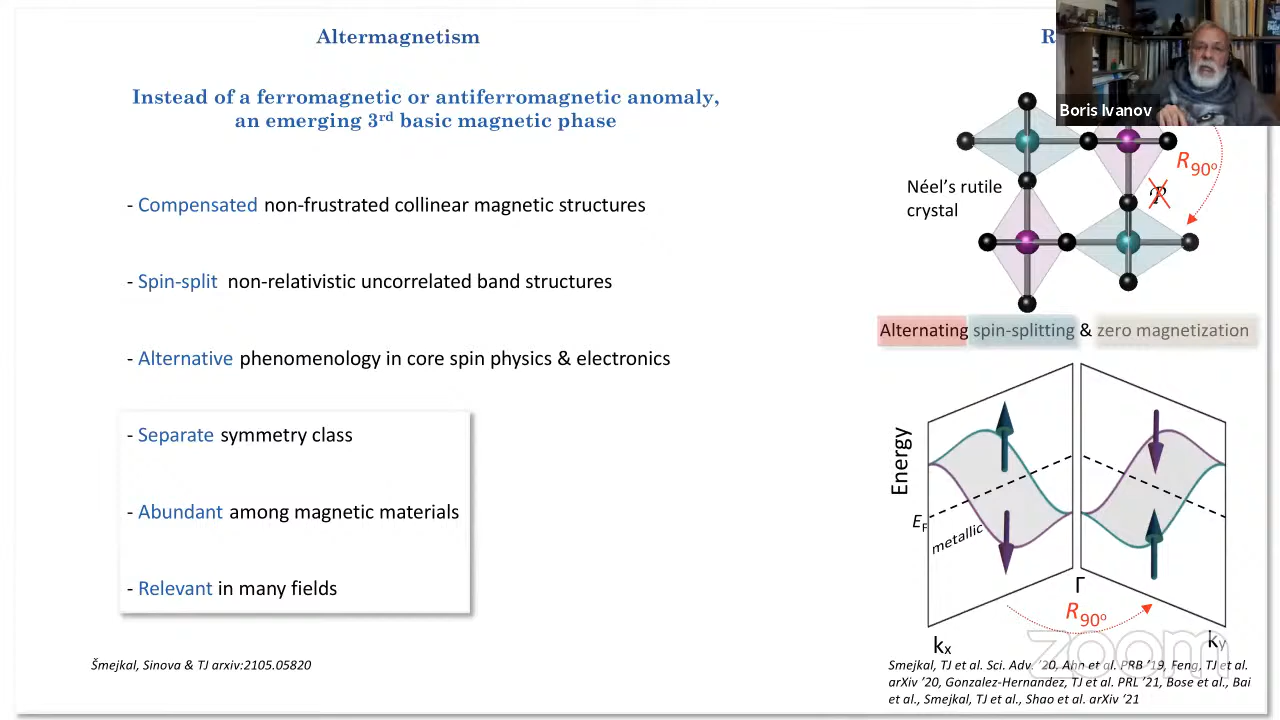 Altermagnetism
R
Boris Ivanov
Instead of a ferromagnetic or antiferromagnetic anomaly,
an emerging 3rd basic magnetic phase
- Compensated non-frustrated collinear magnetic structures
- Spin-split non-relativistic uncorrelated band structures
- Alternative phenomenology in core spin physics & electronics
- Separate symmetry class
- Abundant among magnetic materials
- Relevant in many fields
Šmejkal, Sinova & TJ arxiv:2105.05820
R90o
P
Néel's rutile
crystal
Alternating spin-splitting & zero magnetization
Energy
EF
metallic
Γ
R90o
kx
ky
zoom
Smejkal, TJ et al. Sci. Adv. '20, Ahn et al. PRB '19, Feng, TJ et al.
arXiv '20, Gonzalez-Hernandez, TJ et al. PRL '21, Bose et al., Bai
et al., Smejkal, TJ et al., Shao et al. arXiv '21